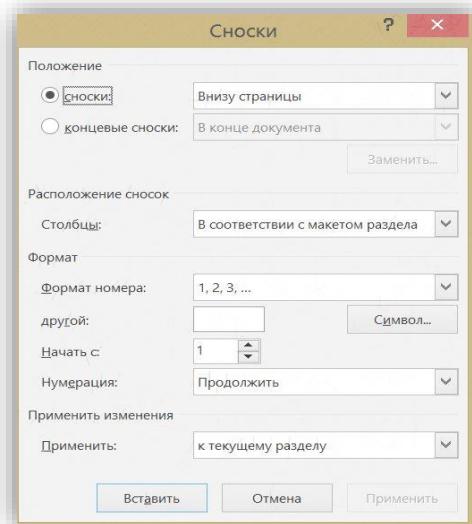 Сноски ?
Положение
сноски: Внизу страницы
концевые сноски: В конце документа
Заменить...
Расположение сносок
Столбцы: В соответствии с макетом раздела
Формат
Формат номера: 1, 2, 3, ...
другой: Символ...
Начать с: 1
Нумерация: Продолжить
Применить изменения
Применить: к текущему разделу
Вставить Отмена Применить